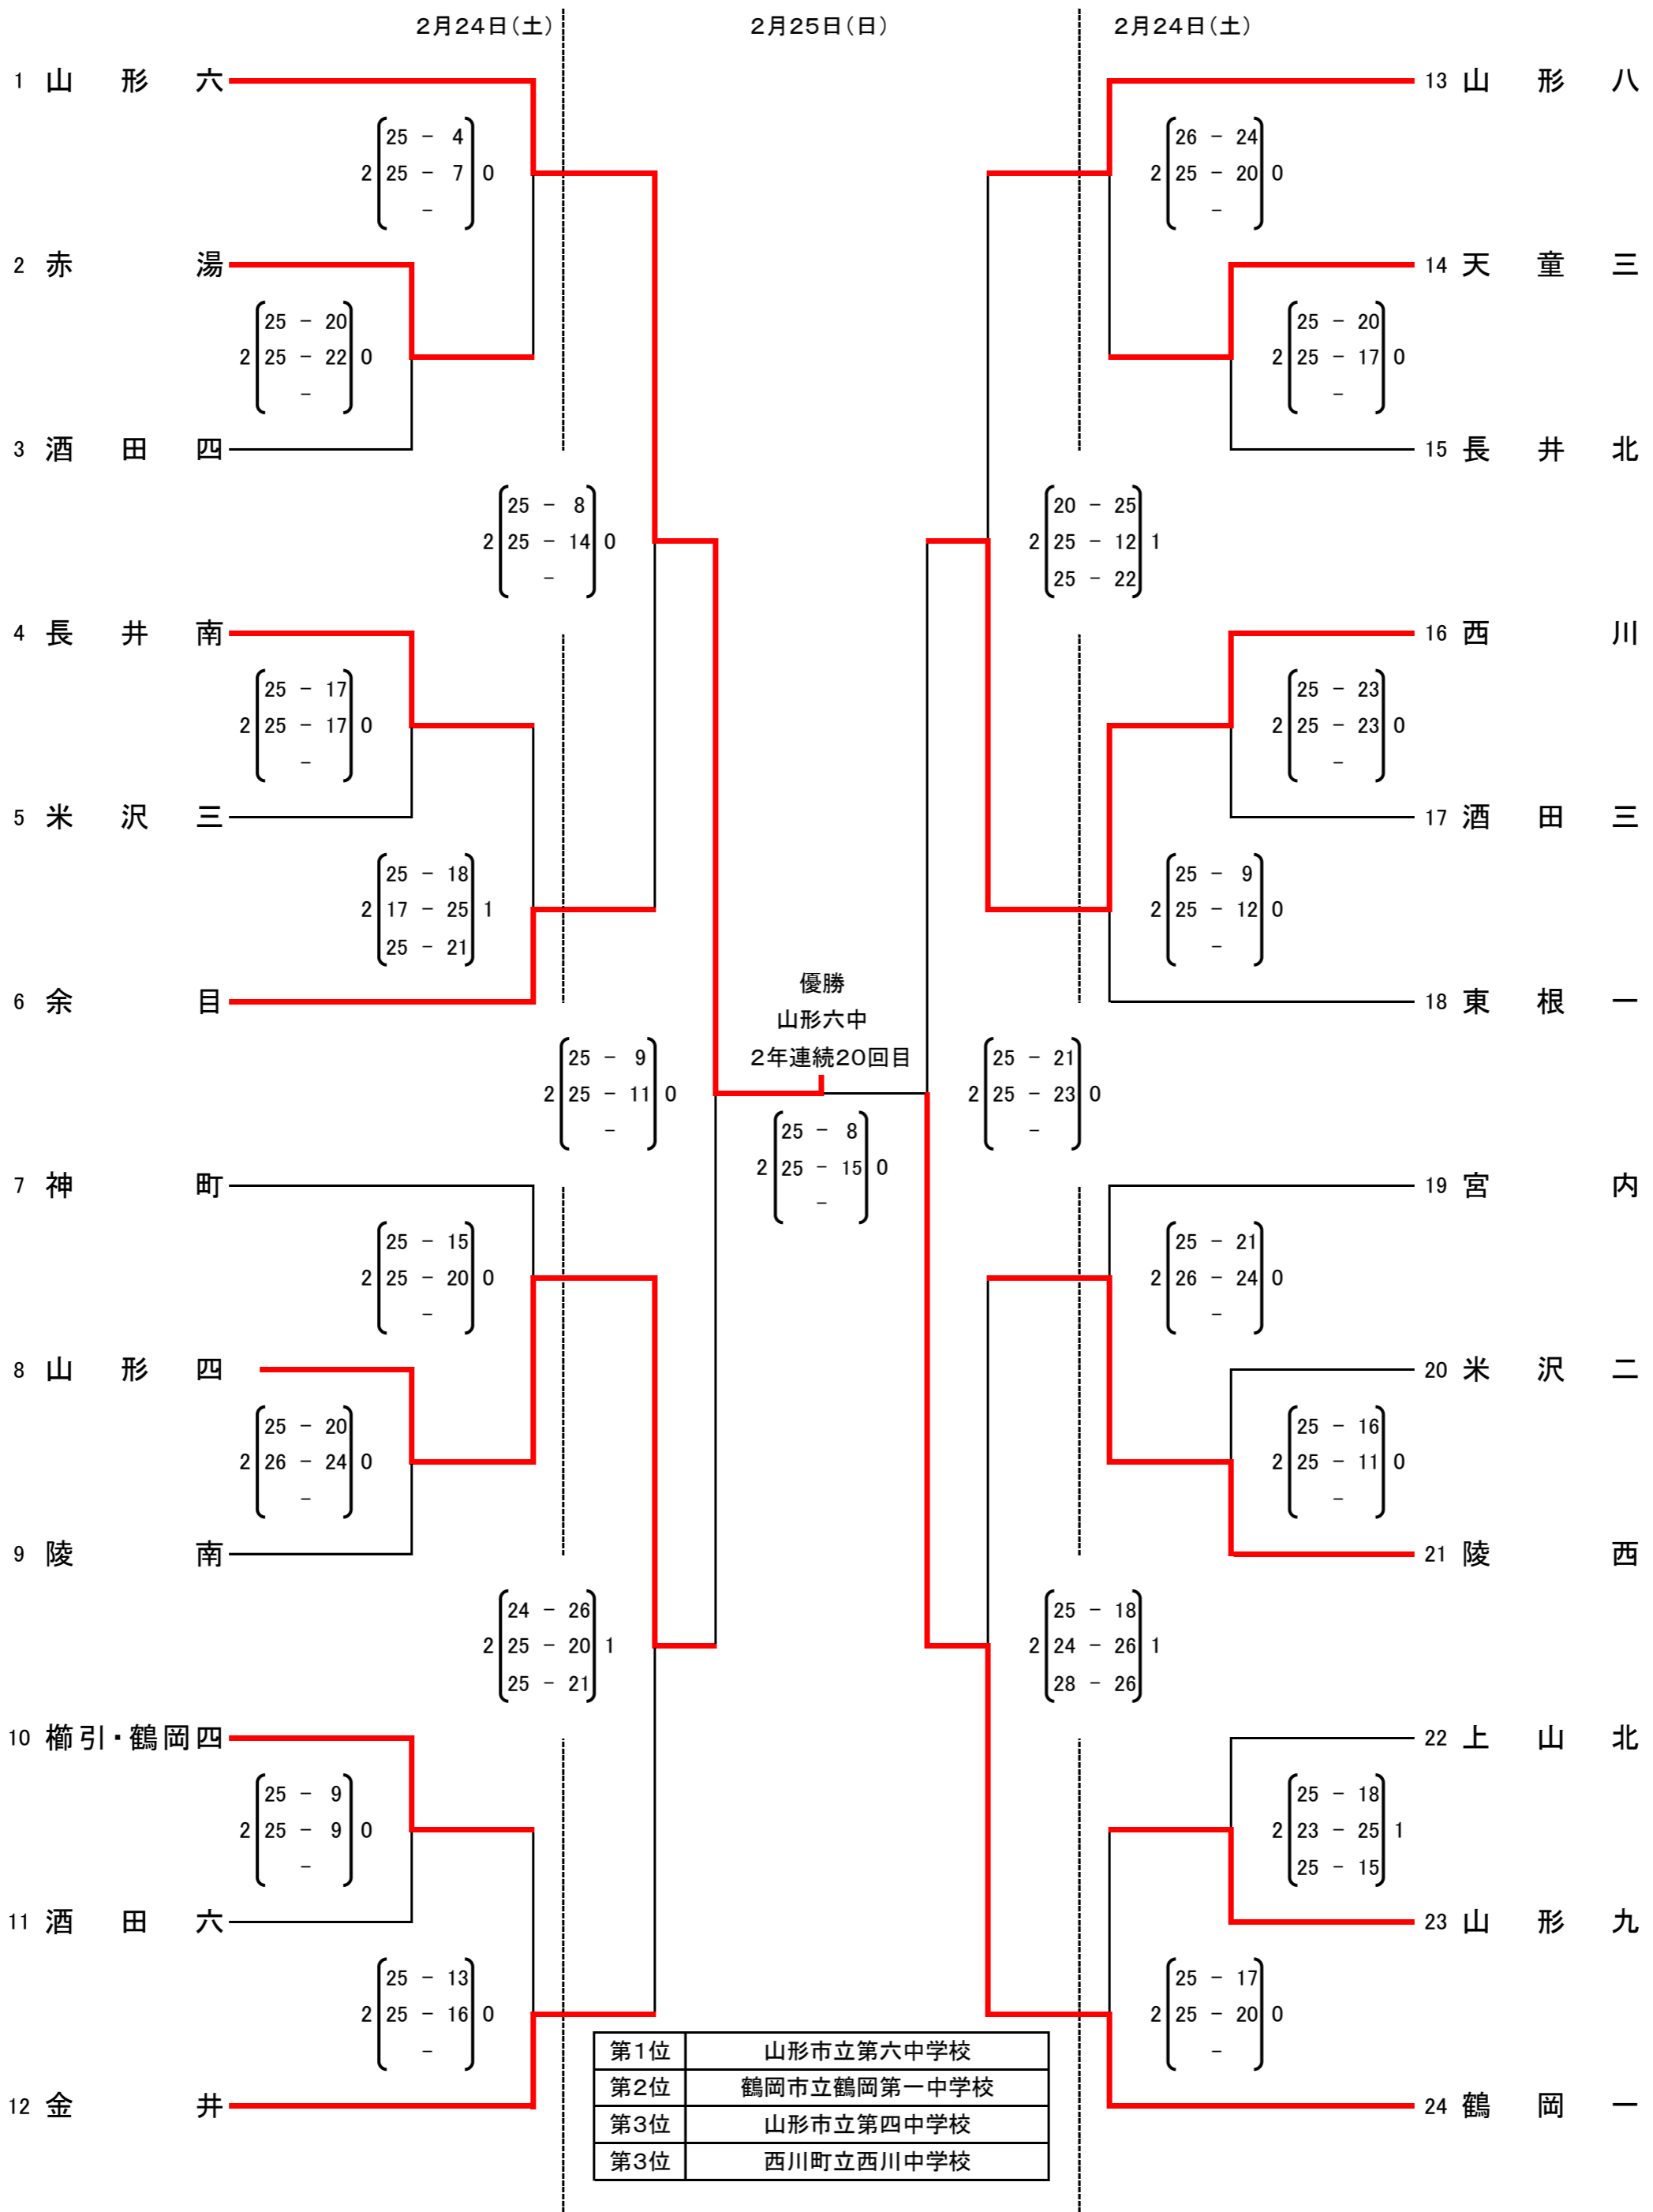 2月24日(土) 2月25日(日) 2月24日(土)
1 山形六
25 - 4
2 25 - 7 0
-
2 赤湯
25 - 20
2 25 - 22 0
-
3 酒田四
25 - 8
2 25 - 14 0
-
4 長井南
25 - 17
2 25 - 17 0
-
5 米沢三
25 - 18
2 17 - 25 1
25 - 21
6 余目
25 - 9
2 25 - 11 0
-
7 神町
25 - 15
2 25 - 20 0
-
8 山形四
25 - 20
2 26 - 24 0
-
9 陵南
24 - 26
2 25 - 20 1
25 - 21
10 櫛引・鶴岡四
25 - 9
2 25 - 9 0
-
11 酒田六
25 - 13
2 25 - 16 0
-
12 金井
優勝
山形六中
2年連続20回目
25 - 8
2 25 - 15 0
-
13 山形八
26 - 24
2 25 - 20 0
-
14 天童三
25 - 20
2 25 - 17 0
-
15 長井北
20 - 25
2 25 - 12 1
25 - 22
16 西川
25 - 23
2 25 - 23 0
-
17 酒田三
25 - 9
2 25 - 12 0
-
18 東根一
25 - 21
2 25 - 23 0
-
19 宮内
25 - 21
2 26 - 24 0
-
20 米沢二
25 - 16
2 25 - 11 0
-
21 陵西
25 - 18
2 24 - 26 1
28 - 26
22 上山北
25 - 18
2 23 - 25 1
25 - 15
23 山形九
25 - 17
2 25 - 20 0
-
24 鶴岡一
第1位 山形市立第六中学校
第2位 鶴岡市立鶴岡第一中学校
第3位 山形市立第四中学校
第3位 西川町立西川中学校